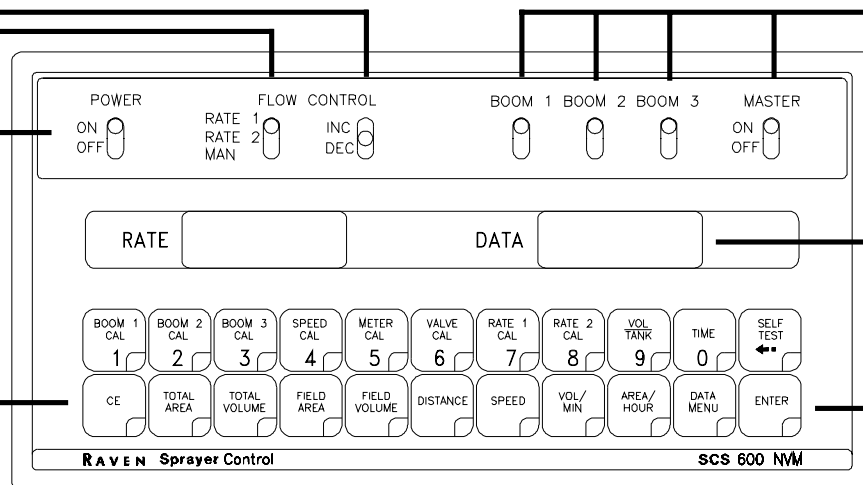 POWER
ON
OFF
FLOW CONTROL
RATE 1
RATE 2
MAN
INC
DEC
BOOM 1 BOOM 2 BOOM 3
MASTER
ON
OFF
RATE
DATA
BOOM 1
CAL
1
BOOM 2
CAL
2
BOOM 3
CAL
3
SPEED
CAL
4
METER
CAL
5
VALVE
CAL
6
RATE 1
CAL
7
RATE 2
CAL
8
VOL
TANK
9
TIME
0
SELF
TEST
CE
TOTAL
AREA
TOTAL
VOLUME
FIELD
AREA
FIELD
VOLUME
DISTANCE
SPEED
VOL/
MIN
AREA/
HOUR
DATA
MENU
ENTER
RAVEN Sprayer Control
SCS 600 NVM